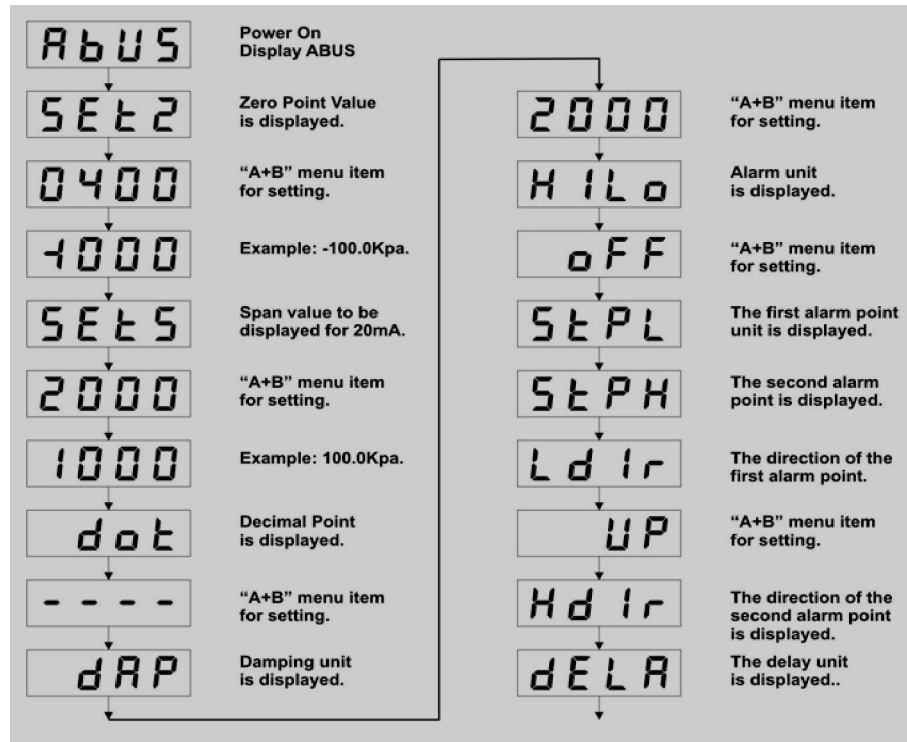 AbUS
Power On
Display ABUS
SEt2
Zero Point Value
is displayed.
0400
“A+B” menu item
for setting.
-1000
Example: -100.0Kpa.
SEtS
Span value to be
displayed for 20mA.
2000
“A+B” menu item
for setting.
1000
Example: 100.0Kpa.
dot
Decimal Point
is displayed.
----
“A+B” menu item
for setting.
dAP
Damping unit
is displayed.
2000
“A+B” menu item
for setting.
HILo
Alarm unit
is displayed.
oFF
“A+B” menu item
for setting.
StPL
The first alarm point
unit is displayed.
StPH
The second alarm
point is displayed.
LdIr
The direction of the
first alarm point.
UP
“A+B” menu item
for setting.
HdIr
The direction of the
second alarm point
is displayed.
dELA
The delay unit
is displayed..